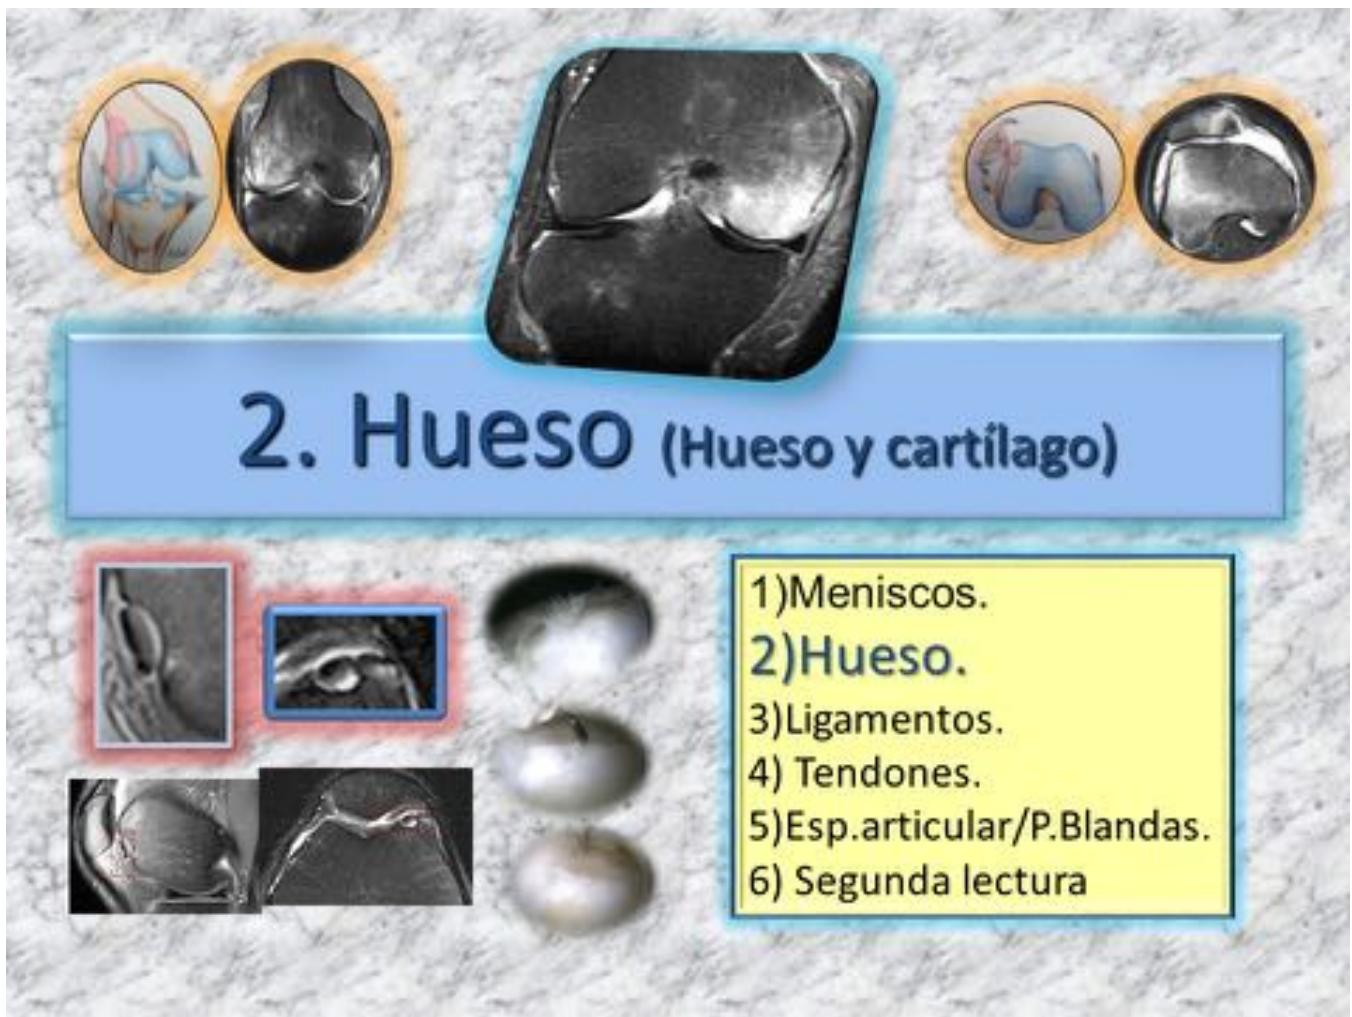 2. Hueso (Hueso y cartílago)
1)Meniscos.
2)Hueso.
3)Ligamentos.
4) Tendones.
5)Esp.articular/P.Blandas.
6) Segunda lectura